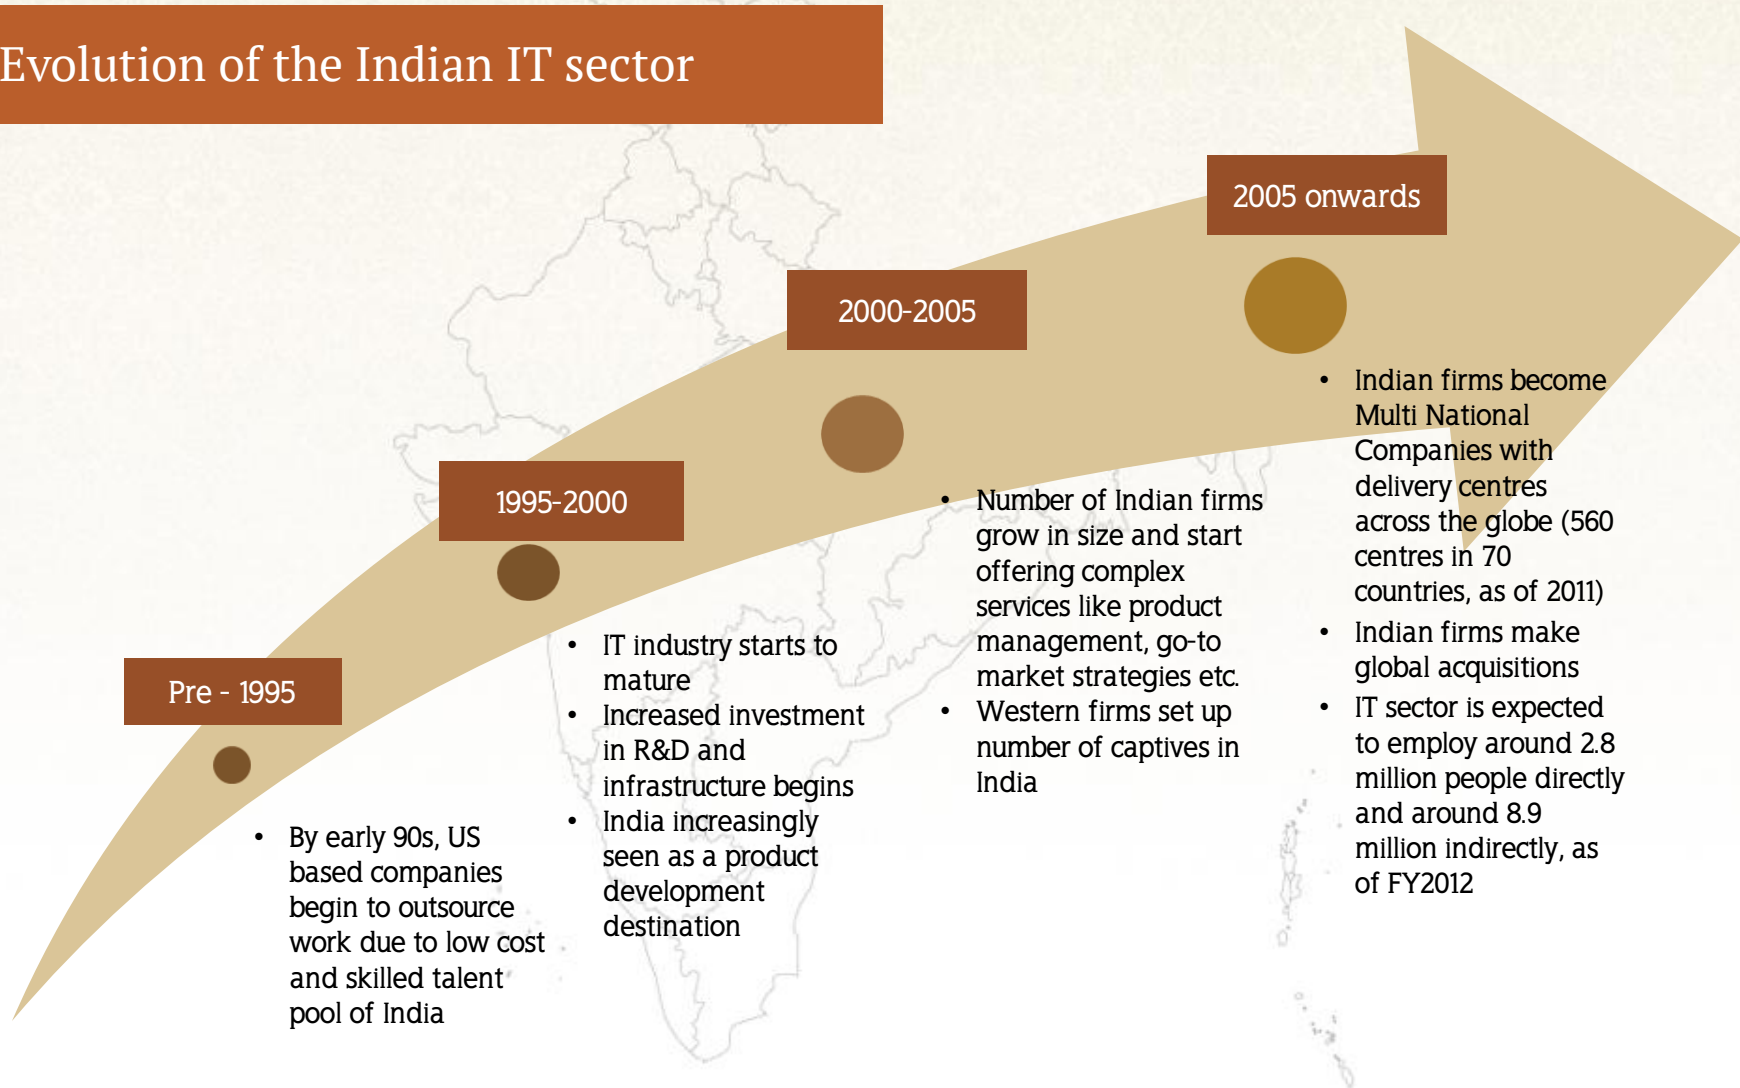 Evolution of the Indian IT sector
Pre - 1995
• By early 90s, US
based companies
begin to outsource
work due to low cost
and skilled talent
pool of India
1995-2000
• IT industry starts to
mature
• Increased investment
in R&D and
infrastructure begins
• India increasingly
seen as a product
development
destination
2000-2005
• Number of Indian firms
grow in size and start
offering complex
services like product
management, go-to
market strategies etc.
• Western firms set up
number of captives in
India
2005 onwards
• Indian firms become
Multi National
Companies with
delivery centres
across the globe (560
centres in 70
countries, as of 2011)
• Indian firms make
global acquisitions
• IT sector is expected
to employ around 2.8
million people directly
and around 8.9
million indirectly, as
of FY2012